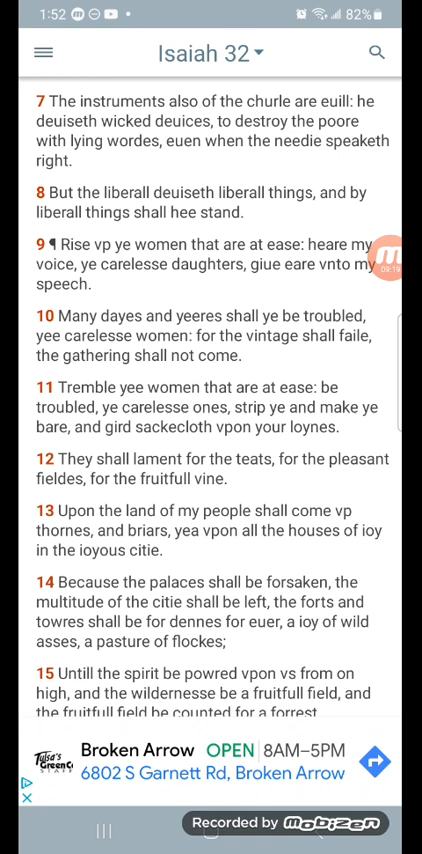 1:52 82%
Isaiah 32
7 The instruments also of the churle are euill: he
deuiseth wicked deuices, to destroy the poore
with lying wordes, euen when the needie speaketh
right.
8 But the liberall deuiseth liberall things, and by
liberall things shall hee stand.
9 ¶ Rise vp ye women that are at ease: heare my
voice, ye carelesse daughters, giue eare vnto my
speech.
09:19
10 Many dayes and yeeres shall ye be troubled,
yee carelesse women: for the vintage shall faile,
the gathering shall not come.
11 Tremble yee women that are at ease: be
troubled, ye carelesse ones, strip ye and make ye
bare, and gird sackecloth vpon your loynes.
12 They shall lament for the teats, for the pleasant
fieldes, for the fruitfull vine.
13 Upon the land of my people shall come vp
thornes, and briars, yea vpon all the houses of ioy
in the ioyous citie.
14 Because the palaces shall be forsaken, the
multitude of the citie shall be left, the forts and
towres shall be for dennes for euer, a ioy of wild
asses, a pasture of flockes;
15 Untill the spirit be powred vpon vs from on
high, and the wildernesse be a fruitfull field, and
the fruitfull field be counted for a forrest
Tulsa's
Broken Arrow OPEN 8AM–5PM
6802 S Garnett Rd, Broken Arrow
Recorded by mobizen